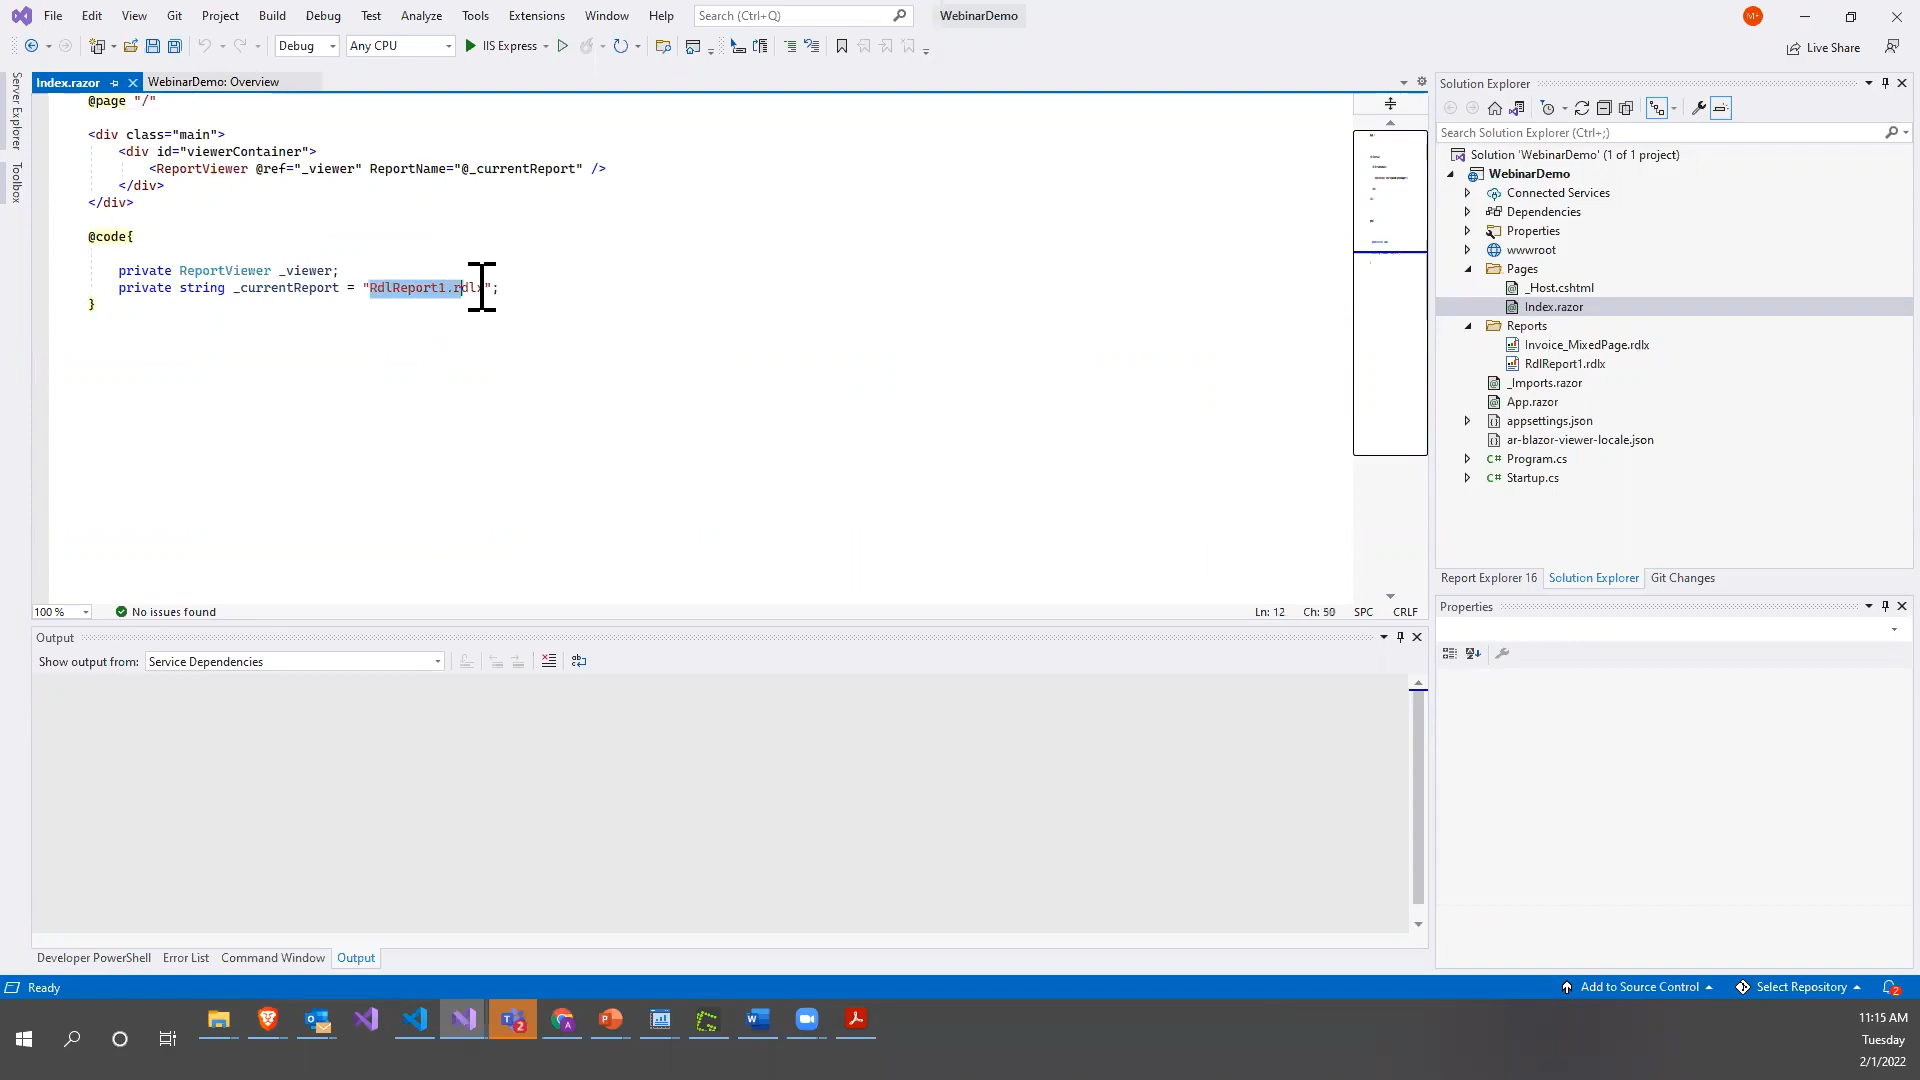 File Edit View Git Project Build Debug Test Analyze Tools Extensions Window Help Search (Ctrl+Q) WebinarDemo
Debug Any CPU IIS Express Live Share
Server Explorer
Toolbox
Index.razor WebinarDemo: Overview
@page "/"
<div class="main">
<div id="viewerContainer">
<ReportViewer @ref="_viewer" ReportName="@_currentReport" />
</div>
</div>
@code{
private ReportViewer _viewer;
private string _currentReport = "RdlReport1.rdlx";
}
100 % No issues found Ln: 12 Ch: 50 SPC CRLF
Output
Show output from: Service Dependencies
Developer PowerShell Error List Command Window Output
Solution Explorer
Search Solution Explorer (Ctrl+;)
Solution 'WebinarDemo' (1 of 1 project)
WebinarDemo
Connected Services
Dependencies
Properties
wwwroot
Pages
_Host.cshtml
Index.razor
Reports
Invoice_MixedPage.rdlx
RdlReport1.rdlx
_Imports.razor
App.razor
appsettings.json
ar-blazor-viewer-locale.json
C# Program.cs
C# Startup.cs
Report Explorer 16 Solution Explorer Git Changes
Properties
Ready Add to Source Control Select Repository 2
2
11:15 AM
Tuesday
2/1/2022